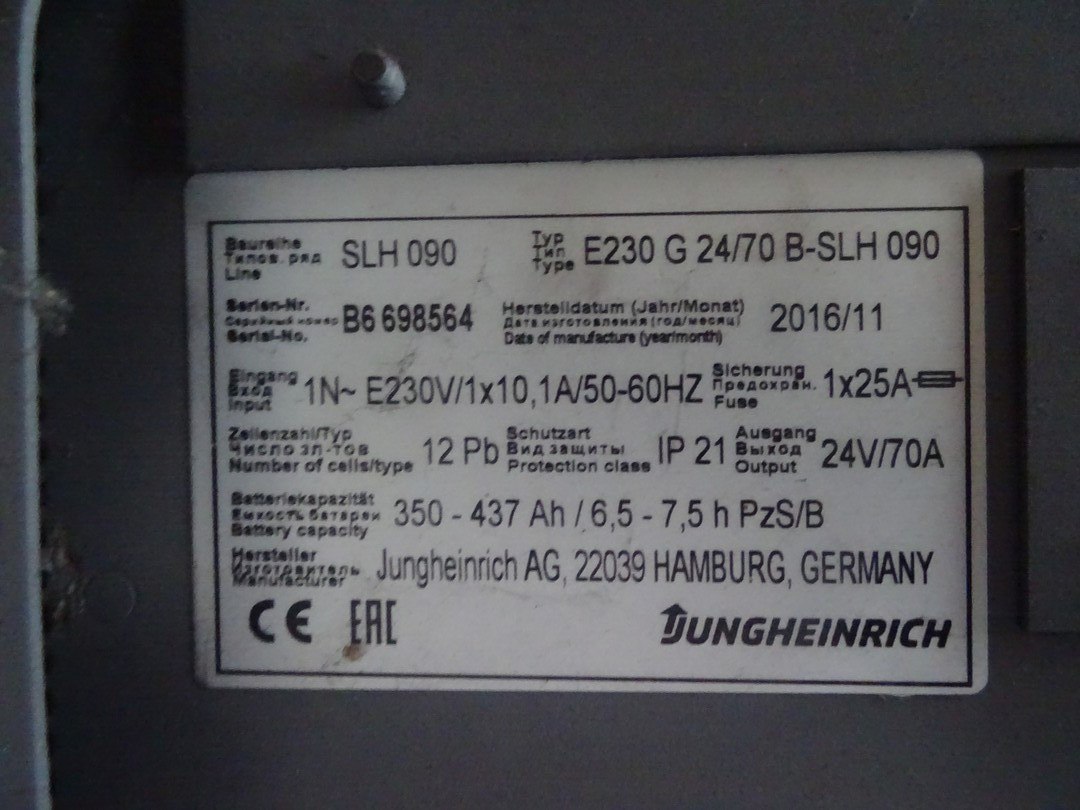 Baureihe
Типов. ряд
Line
SLH 090
Typ
Тип
Type
E230 G 24/70 B-SLH 090
Serien-Nr.
Серийный номер
Serial-No.
B6 698564
Herstelldatum (Jahr/Monat)
Дата изготовления (год/месяц)
Date of manufacture (year/month)
2016/11
Eingang
Вход
Input
1N~ E230V/1x10,1A/50-60HZ
Sicherung
Предохран.
Fuse
1x25A
Zellenzahl/Typ
Число эл-тов
Number of cells/type
12 Pb
Schutzart
Вид защиты
Protection class
IP 21
Ausgang
Выход
Output
24V/70A
Batteriekapazität
Емкость батареи
Battery capacity
350 - 437 Ah / 6,5 - 7,5 h PzS/B
Hersteller
Изготовитель
Manufacturer
Jungheinrich AG, 22039 HAMBURG, GERMANY
CE EAC
JUNGHEINRICH